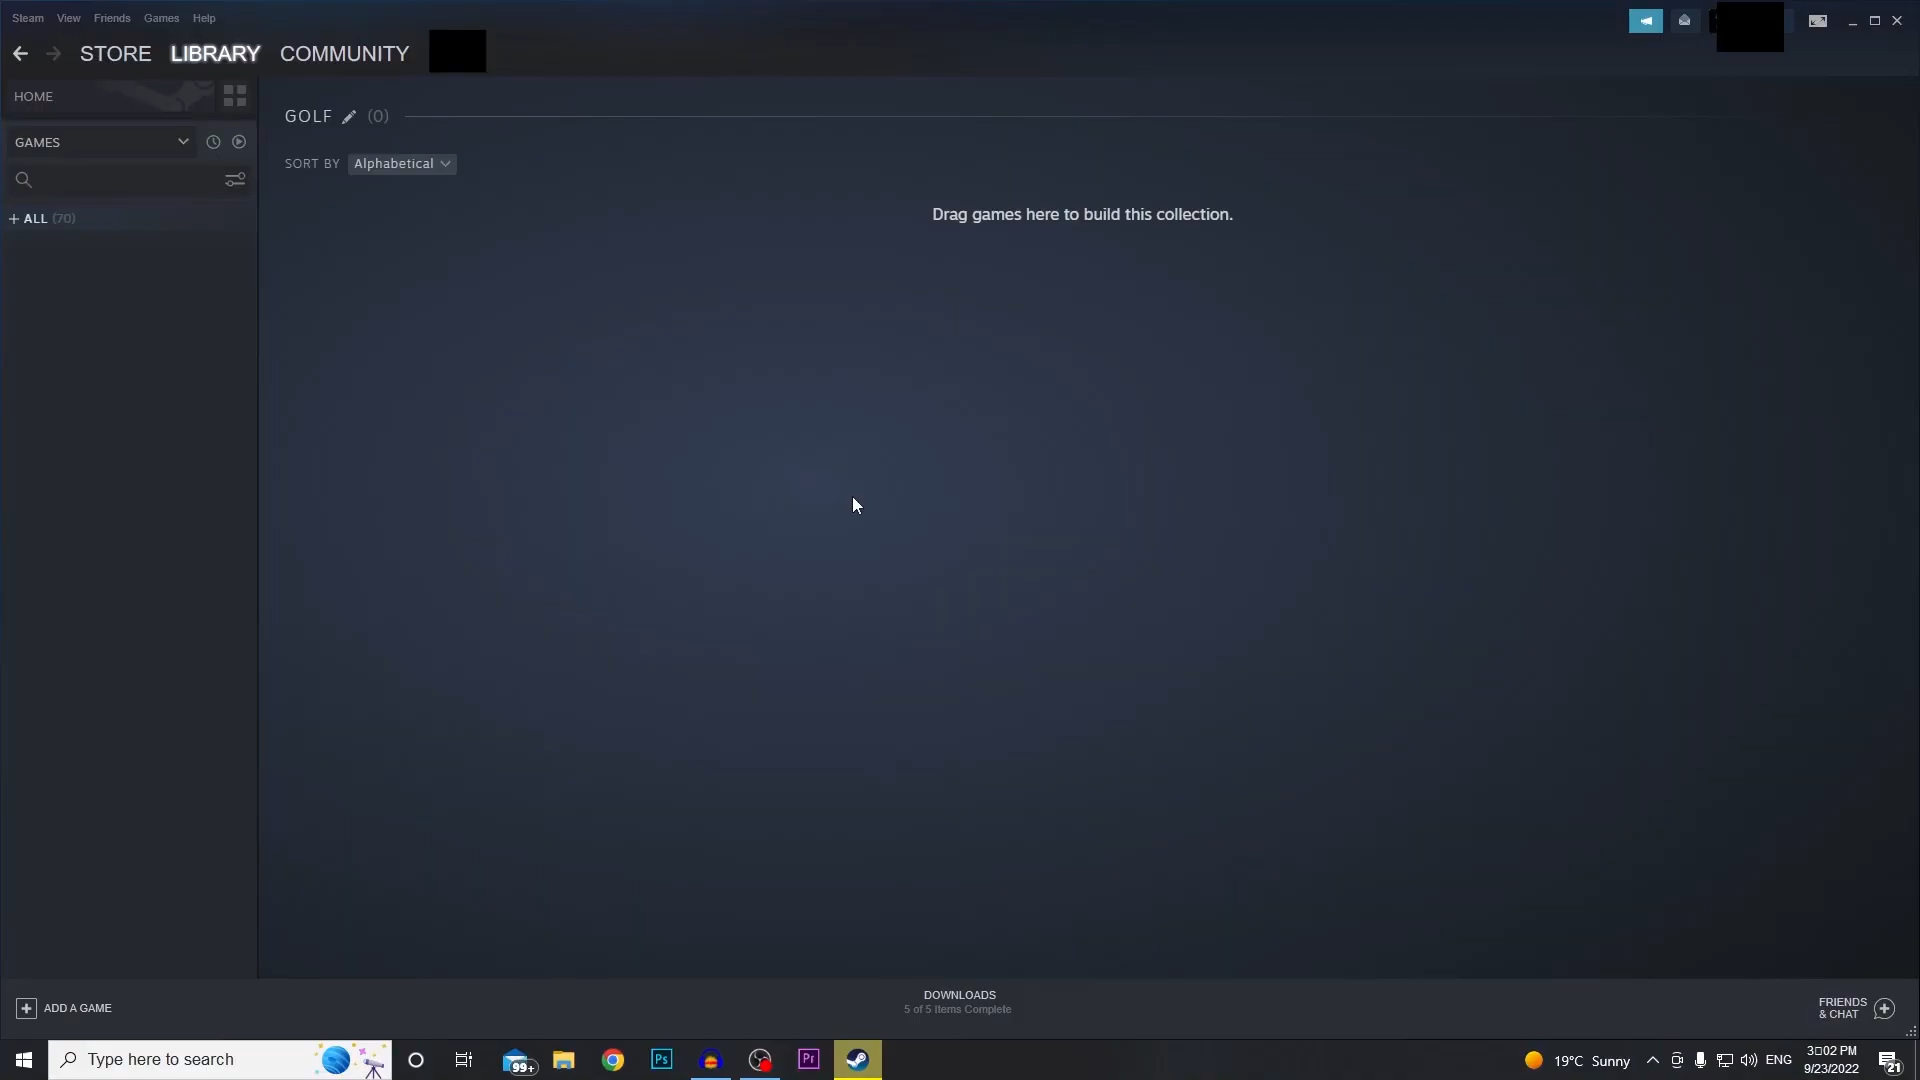 Steam View Friends Games Help
STORE LIBRARY COMMUNITY
HOME
GAMES
+ ALL (70)
GOLF (0)
SORT BY Alphabetical
Drag games here to build this collection.
ADD A GAME
DOWNLOADS
5 of 5 Items Complete
FRIENDS
& CHAT
Type here to search
99+
Ps
Pr
19°C Sunny
ENG
3□02 PM
9/23/2022
21